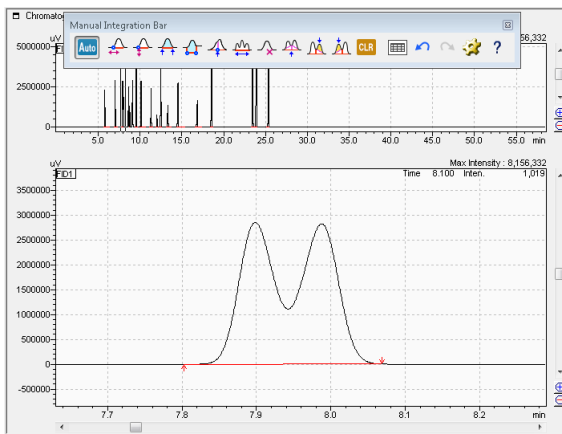 Chromato
Manual Integration Bar
Auto
CLR
?
uV
56,332
5000000
2500000
0
5.0 10.0 15.0 20.0 25.0 30.0 35.0 40.0 45.0 50.0 55.0 min
uV
Max Intensity : 8,156,332
FID1
Time 8.100 Inten. 1,019
3500000
3000000
2500000
2000000
1500000
1000000
500000
0
-500000
7.7 7.8 7.9 8.0 8.1 8.2 min